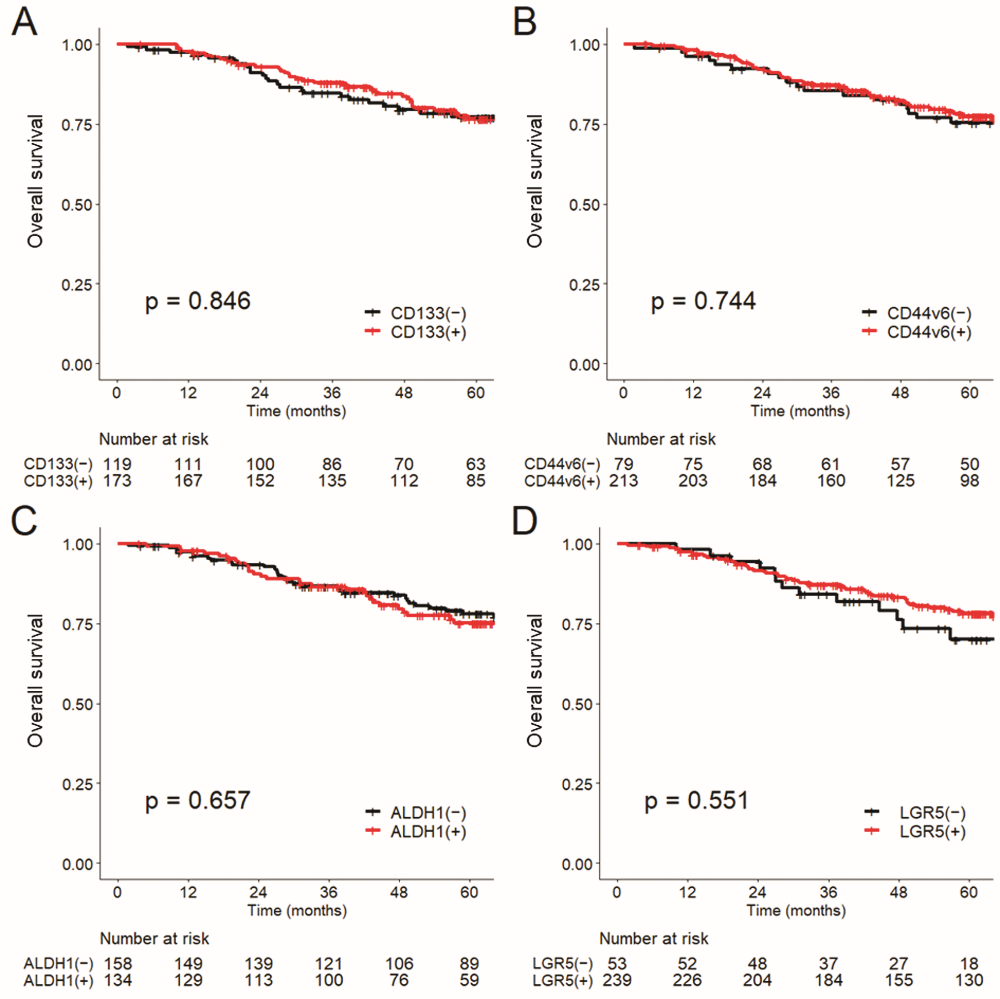 A
1.00
0.75
0.50
0.25
0.00
Overall survival
p = 0.846
CD133(−)
CD133(+)
0 12 24 36 48 60
Time (months)
Number at risk
CD133(−) 119 111 100 86 70 63
CD133(+) 173 167 152 135 112 85
B
1.00
0.75
0.50
0.25
0.00
Overall survival
p = 0.744
CD44v6(−)
CD44v6(+)
0 12 24 36 48 60
Time (months)
Number at risk
CD44v6(−) 79 75 68 61 57 50
CD44v6(+) 213 203 184 160 125 98
C
1.00
0.75
0.50
0.25
0.00
Overall survival
p = 0.657
ALDH1(−)
ALDH1(+)
0 12 24 36 48 60
Time (months)
Number at risk
ALDH1(−) 158 149 139 121 106 89
ALDH1(+) 134 129 113 100 76 59
D
1.00
0.75
0.50
0.25
0.00
Overall survival
p = 0.551
LGR5(−)
LGR5(+)
0 12 24 36 48 60
Time (months)
Number at risk
LGR5(−) 53 52 48 37 27 18
LGR5(+) 239 226 204 184 155 130